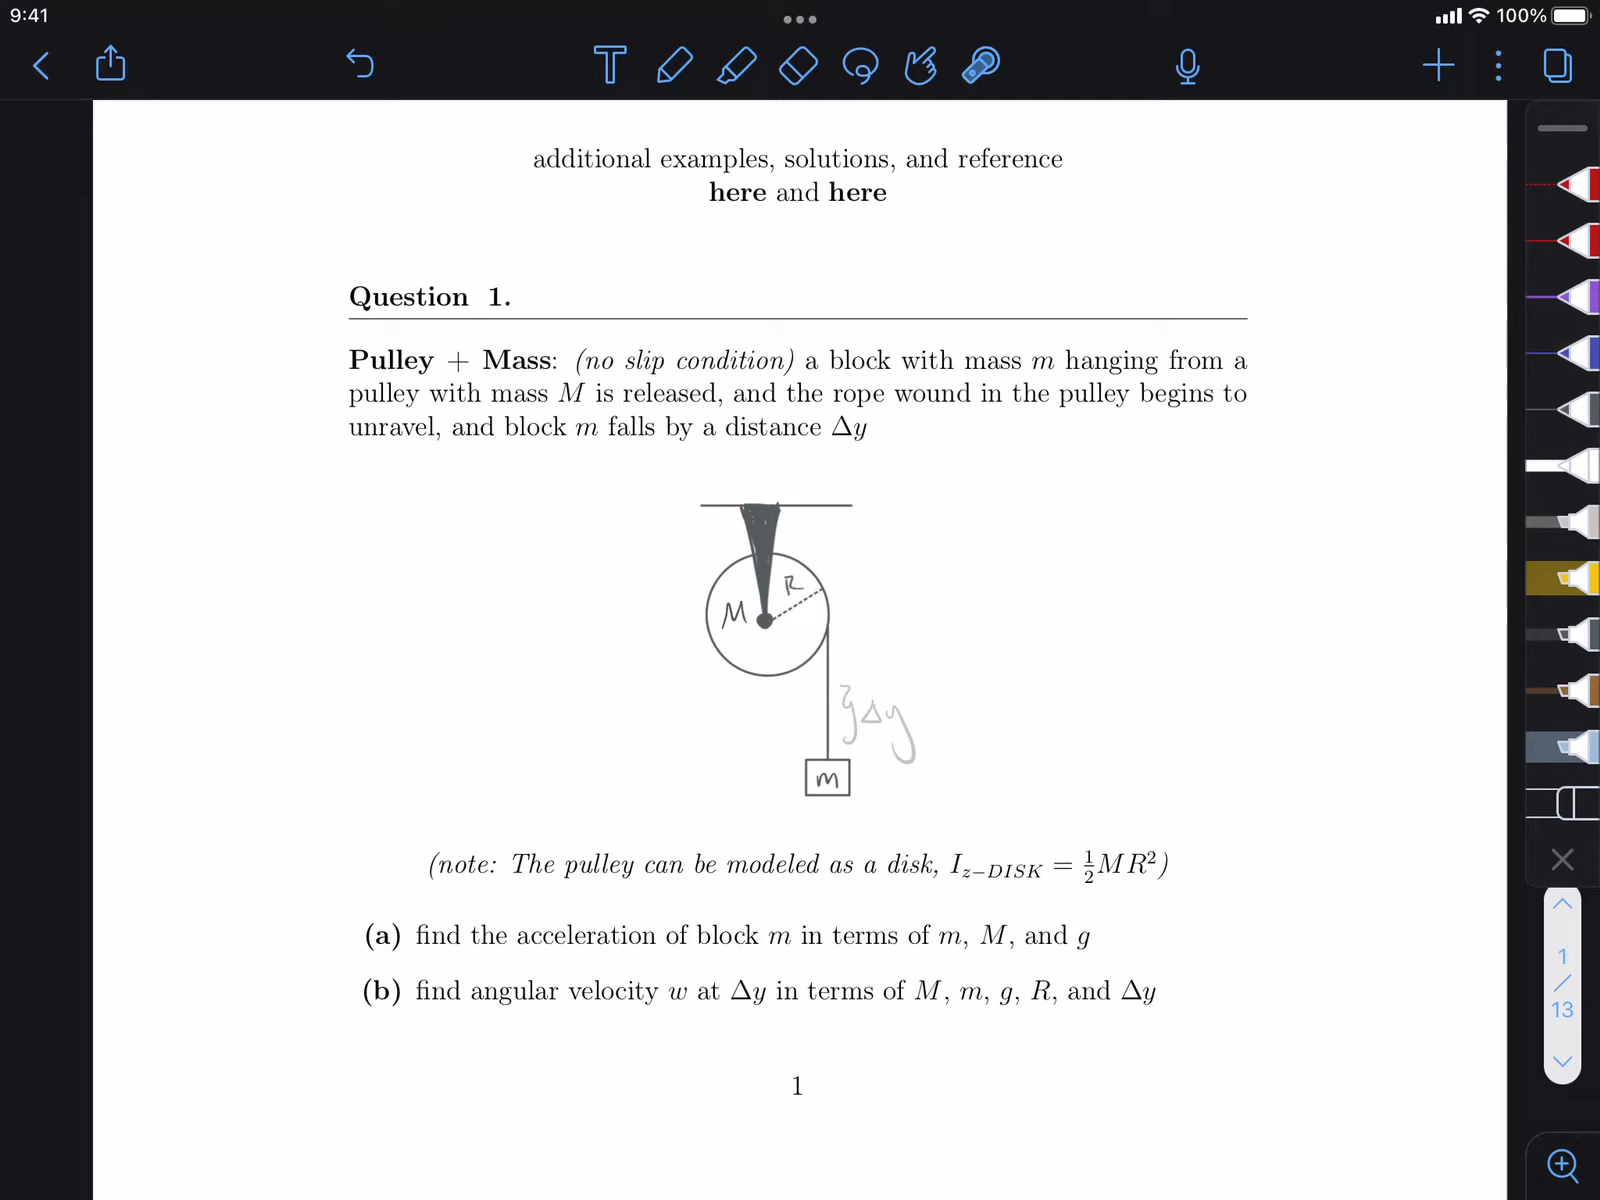 9:41
100%
additional examples, solutions, and reference
here and here
Question 1.
Pulley + Mass: (no slip condition) a block with mass m hanging from a
pulley with mass M is released, and the rope wound in the pulley begins to
unravel, and block m falls by a distance Δy
R
M
Δy
m
(note: The pulley can be modeled as a disk, I_{z−DISK} = ½MR²)
(a) find the acceleration of block m in terms of m, M, and g
(b) find angular velocity w at Δy in terms of M, m, g, R, and Δy
1
1
/
13